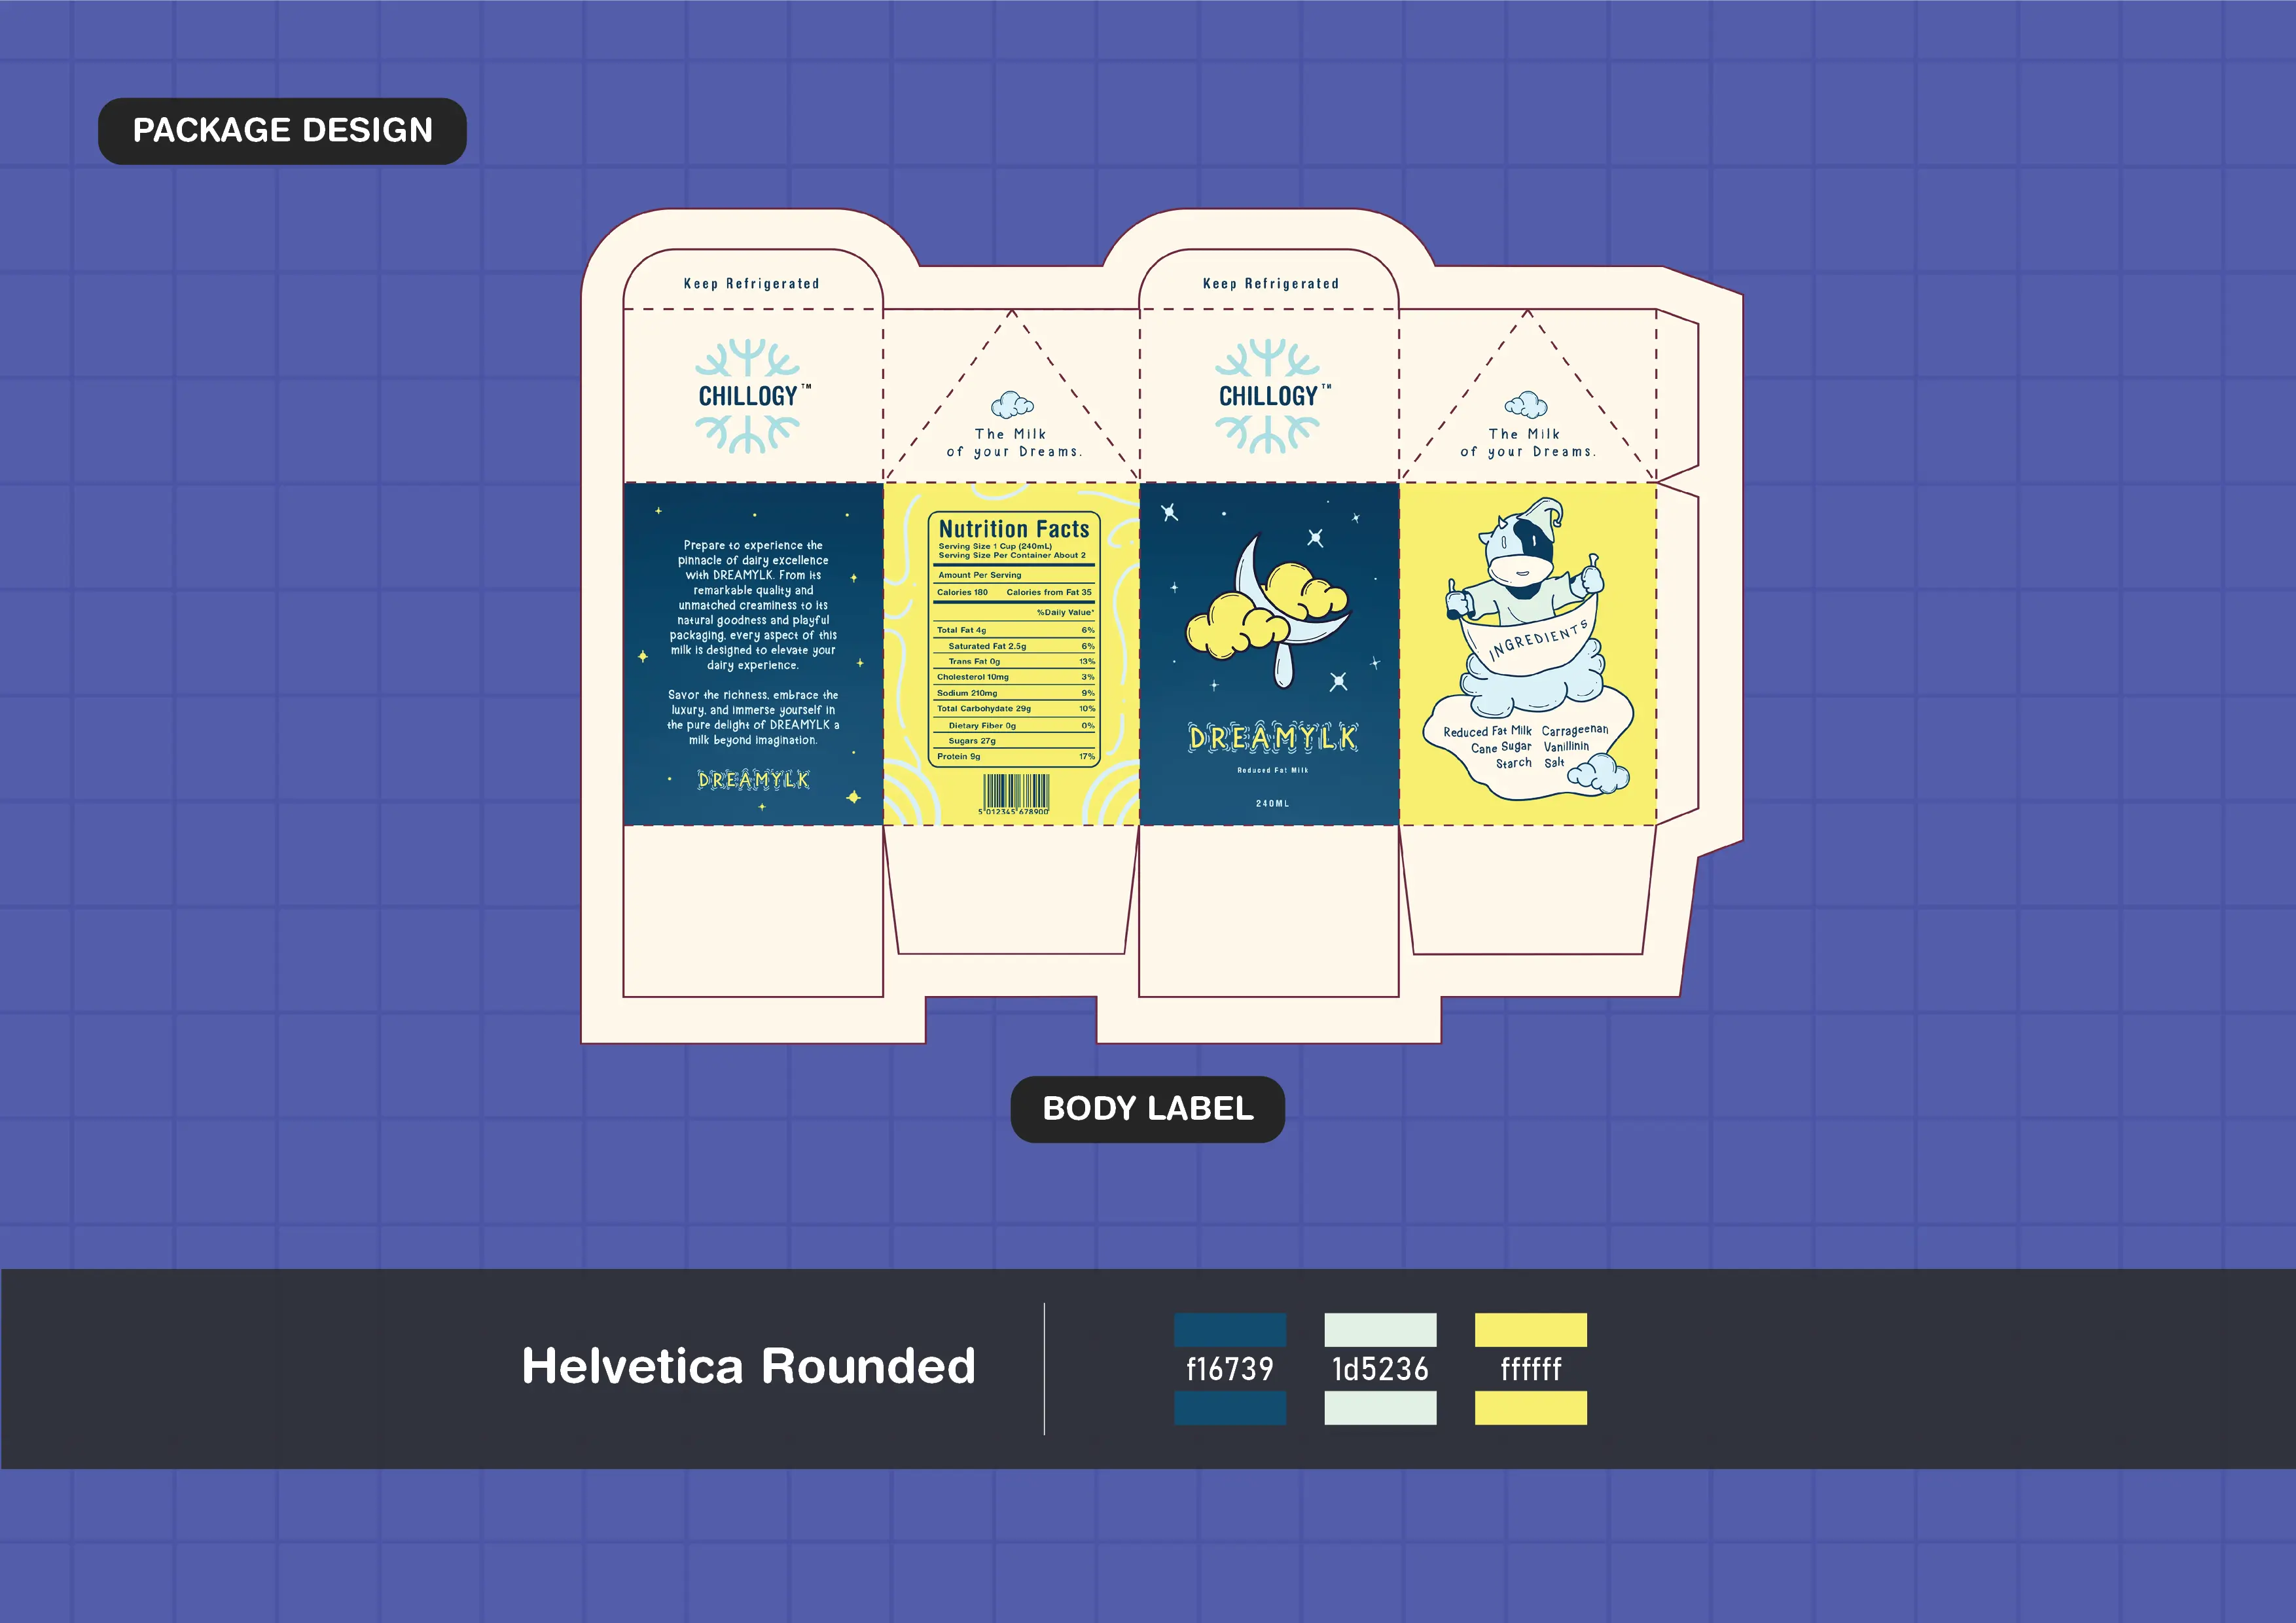 PACKAGE DESIGN
Keep Refrigerated
CHILLOGY™
Prepare to experience the
pinnacle of dairy excellence
with DREAMYLK. From its
remarkable quality and
unmatched creaminess to its
natural goodness and playful
packaging, every aspect of this
milk is designed to elevate your
dairy experience.
Savor the richness, embrace the
luxury, and immerse yourself in
the pure delight of DREAMYLK a
milk beyond imagination.
DREAMYLK
The Milk
of your Dreams.
Nutrition Facts
Serving Size 1 Cup (240mL)
Serving Size Per Container About 2
Amount Per Serving
Calories 180 Calories from Fat 35
%Daily Value*
Total Fat 4g 6%
Saturated Fat 2.5g 6%
Trans Fat 0g 13%
Cholesterol 10mg 3%
Sodium 210mg 9%
Total Carbohydate 29g 10%
Dietary Fiber 0g 0%
Sugars 27g
Protein 9g 17%
5 012345 678900
Keep Refrigerated
CHILLOGY™
DREAMYLK
Reduced Fat Milk
240ML
The Milk
of your Dreams.
INGREDIENTS
Reduced Fat Milk Carrageenan
Cane Sugar Vanillinin
Starch Salt
BODY LABEL
Helvetica Rounded
f16739 1d5236 ffffff